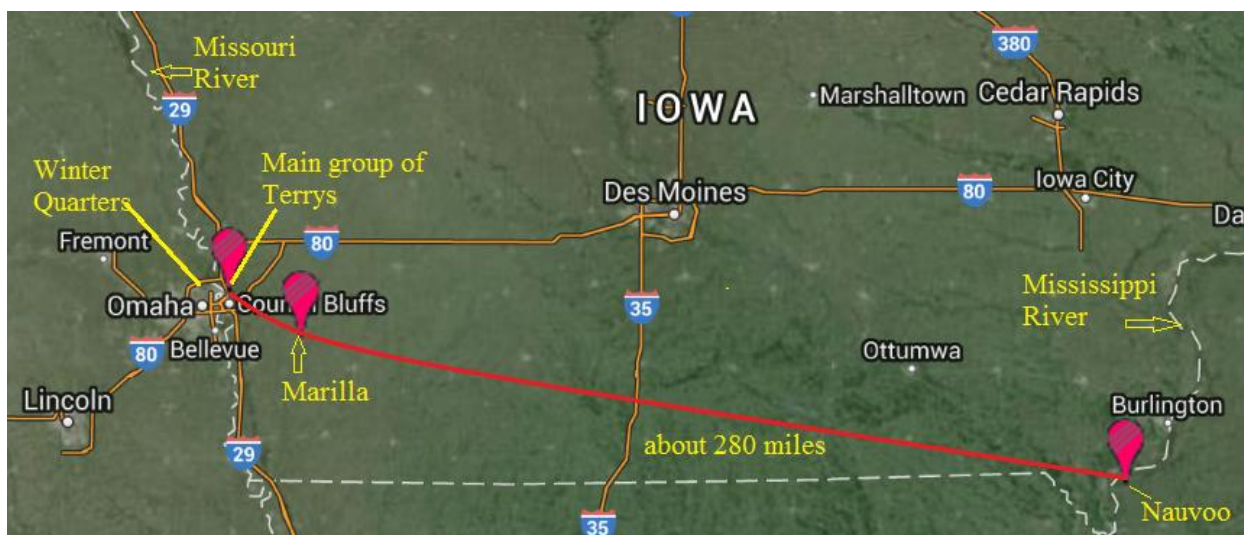 Missouri
River
380
29
IOWA
Marshalltown
Cedar Rapids
Winter
Quarters
Main group of
Terrys
Des Moines
80
Iowa City
Da
Fremont
80
Mississippi
River
Omaha
Council Bluffs
35
80
Bellevue
Ottumwa
Marilla
Lincoln
Burlington
29
about 280 miles
Nauvoo
35